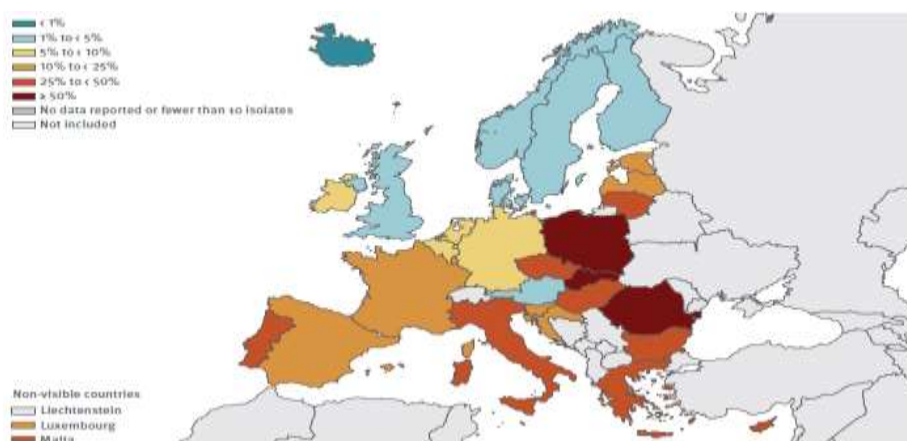 < 1%
1% to < 5%
5% to < 10%
10% to < 25%
25% to < 50%
≥ 50%
No data reported or fewer than 10 isolates
Not included
Non-visible countries
Liechtenstein
Luxembourg
Malta